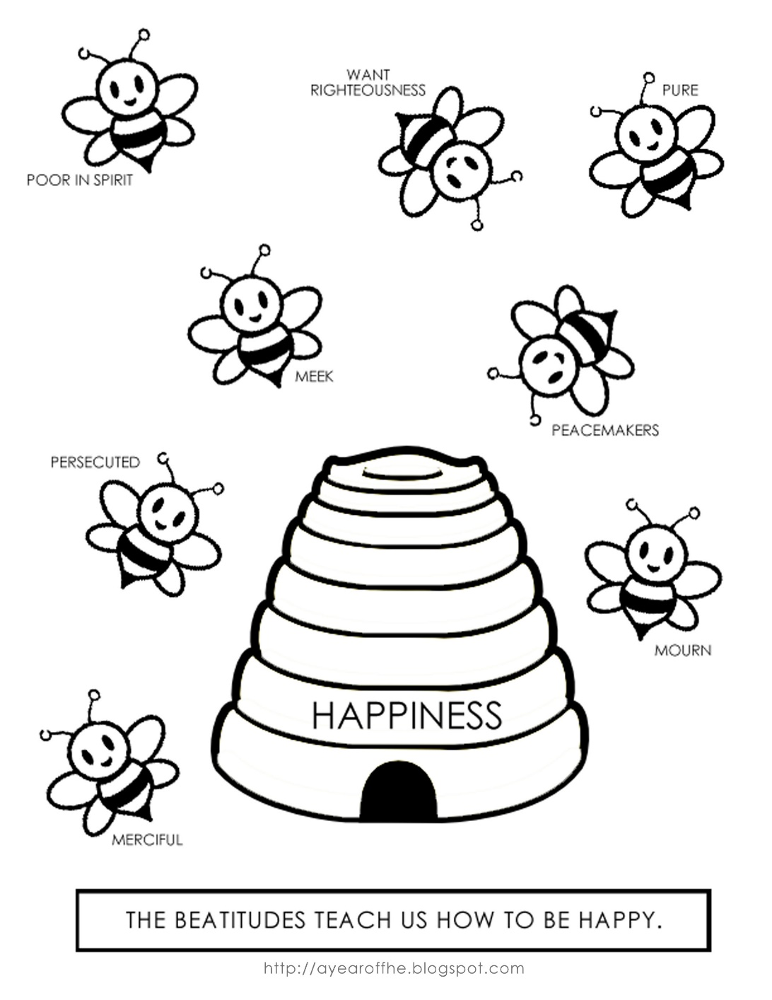 WANT
RIGHTEOUSNESS
PURE
POOR IN SPIRIT
MEEK
PEACEMAKERS
PERSECUTED
MOURN
HAPPINESS
MERCIFUL
THE BEATITUDES TEACH US HOW TO BE HAPPY.
http://ayearoffhe.blogspot.com